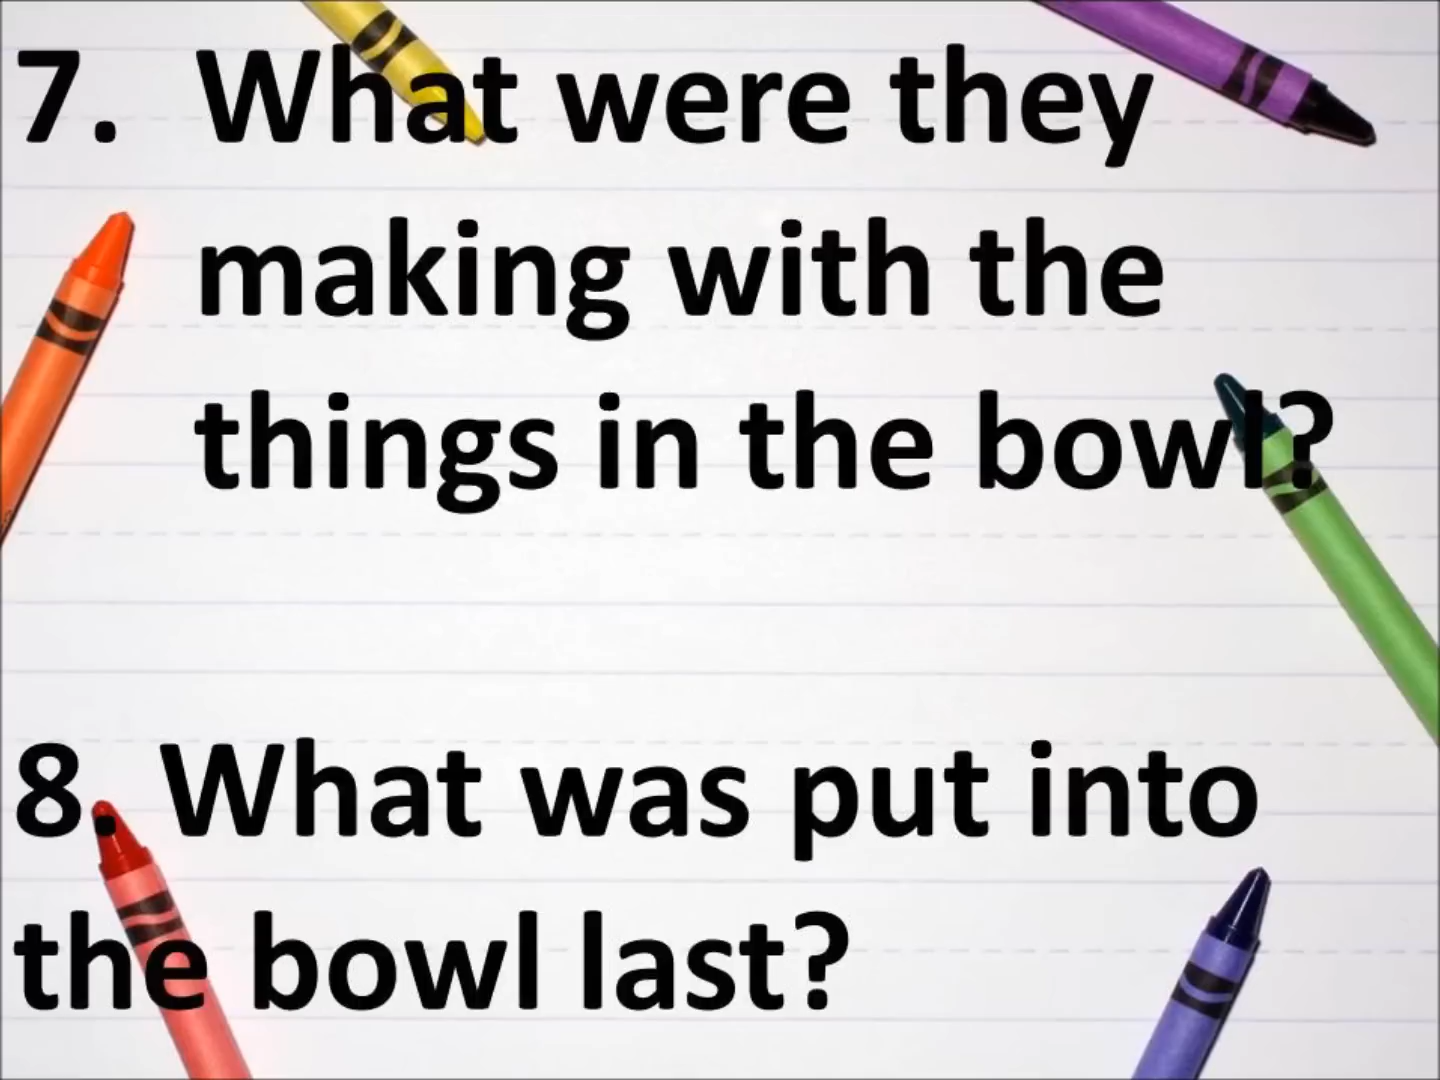 7. What were they
making with the
things in the bowl?
8. What was put into
the bowl last?